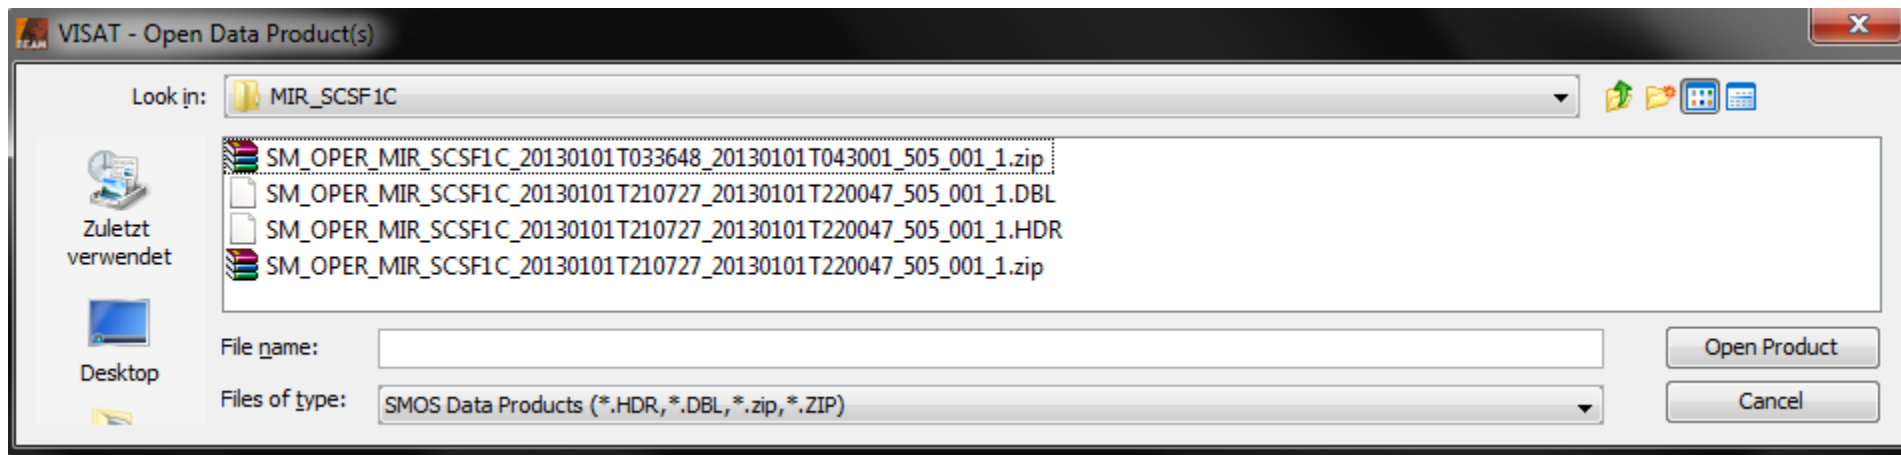 VISAT - Open Data Product(s)
Look in: MIR_SCSF1C
SM_OPER_MIR_SCSF1C_20130101T033648_20130101T043001_505_001_1.zip
SM_OPER_MIR_SCSF1C_20130101T210727_20130101T220047_505_001_1.DBL
SM_OPER_MIR_SCSF1C_20130101T210727_20130101T220047_505_001_1.HDR
SM_OPER_MIR_SCSF1C_20130101T210727_20130101T220047_505_001_1.zip
Zuletzt
verwendet
Desktop
File name:
Open Product
Files of type: SMOS Data Products (*.HDR,*.DBL,*.zip,*.ZIP)
Cancel